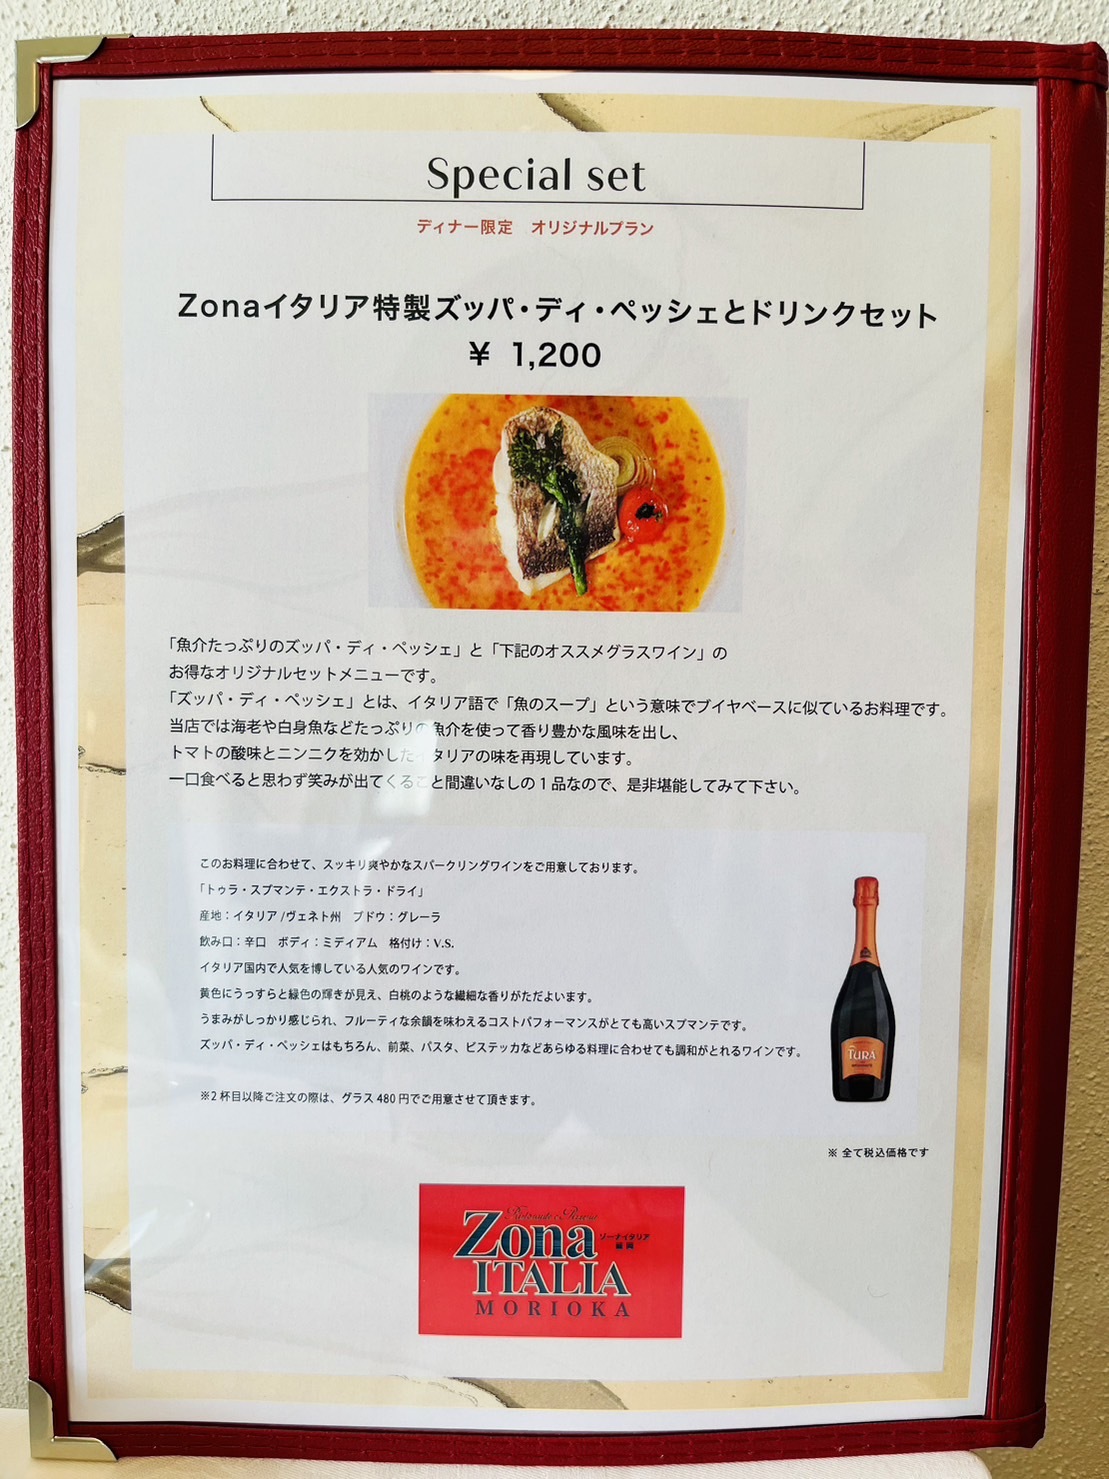 Special set
ディナー限定　オリジナルプラン
Zonaイタリア特製ズッパ・ディ・ペッシェとドリンクセット
¥ 1,200
「魚介たっぷりのズッパ・ディ・ペッシェ」と「下記のオススメグラスワイン」の
お得なオリジナルセットメニューです。
「ズッパ・ディ・ペッシェ」とは、イタリア語で「魚のスープ」という意味でブイヤベースに似ているお料理です。
当店では海老や白身魚などたっぷりの魚介を使って香り豊かな風味を出し、
トマトの酸味とニンニクを効かしたイタリアの味を再現しています。
一口食べると思わず笑みが出てくること間違いなしの1品なので、是非堪能してみて下さい。
このお料理に合わせて、スッキリ爽やかなスパークリングワインをご用意しております。
「トゥラ・スプマンテ・エクストラ・ドライ」
産地：イタリア/ヴェネト州　ブドウ：グレーラ
飲み口：辛口　ボディ：ミディアム　格付け：V.S.
イタリア国内で人気を博している人気のワインです。
黄色にうっすらと緑色の輝きが見え、白桃のような繊細な香りがただよいます。
うまみがしっかり感じられ、フルーティな余韻を味わえるコストパフォーマンスがとても高いスプマンテです。
ズッパ・ディ・ペッシェはもちろん、前菜、パスタ、ビステッカなどあらゆる料理に合わせても調和がとれるワインです。
TURA
※2杯目以降ご注文の際は、グラス480円でご用意させて頂きます。
※ 全て税込価格です
Zona
ゾーナイタリア
盛岡
ITALIA
MORIOKA